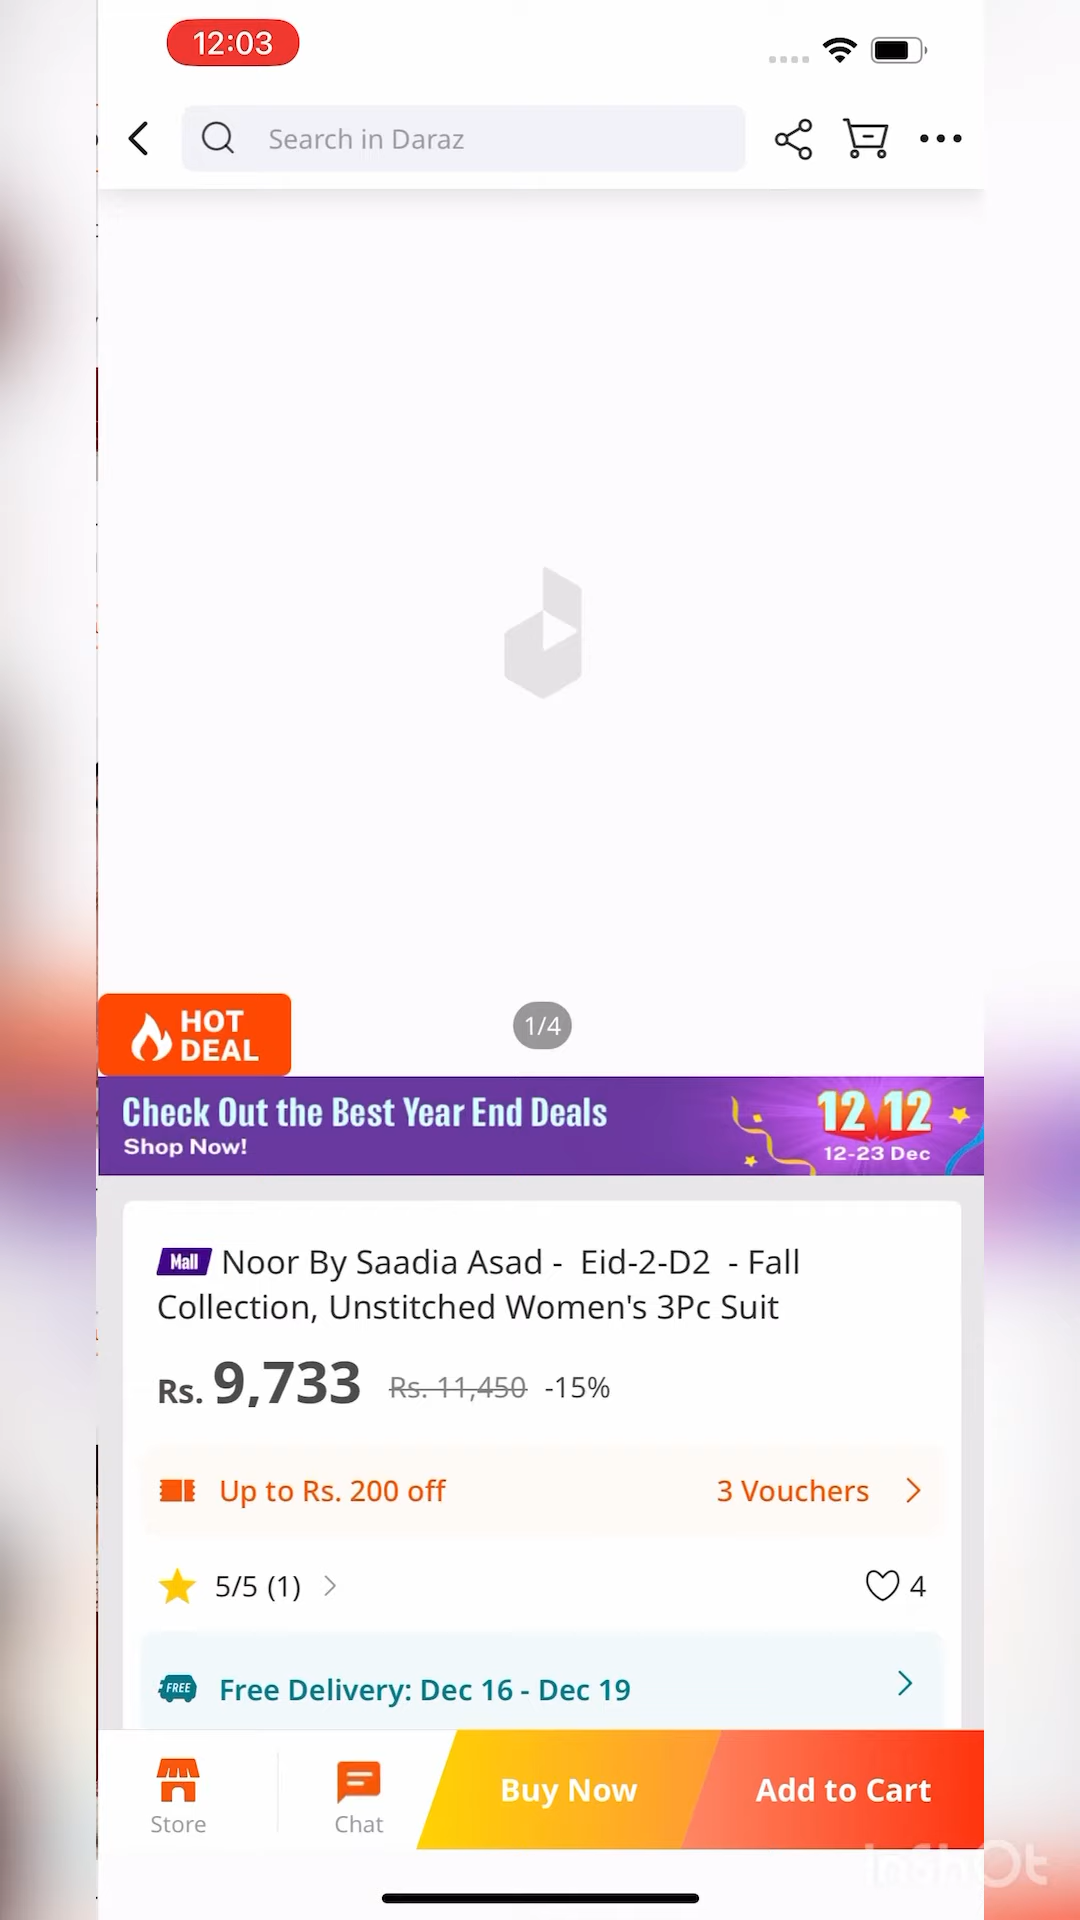 12:03
Search in Daraz
HOT
DEAL
1/4
Check Out the Best Year End Deals
Shop Now!
12 12
12-23 Dec
Mall Noor By Saadia Asad - Eid-2-D2 - Fall
Collection, Unstitched Women's 3Pc Suit
Rs. 9,733 Rs. 11,450 -15%
Up to Rs. 200 off 3 Vouchers
5/5 (1) 4
FREE Free Delivery: Dec 16 - Dec 19
Store
Chat
Buy Now
Add to Cart
InShOt